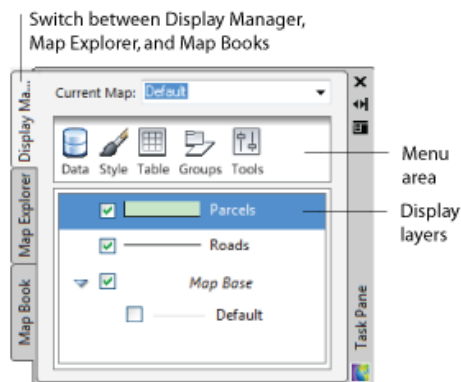 Switch between Display Manager,
Map Explorer, and Map Books
Display Ma...
Map Explorer
Map Book
Current Map: Default
Data Style Table Groups Tools
Parcels
Roads
Map Base
Default
Task Pane
Menu
area
Display
layers